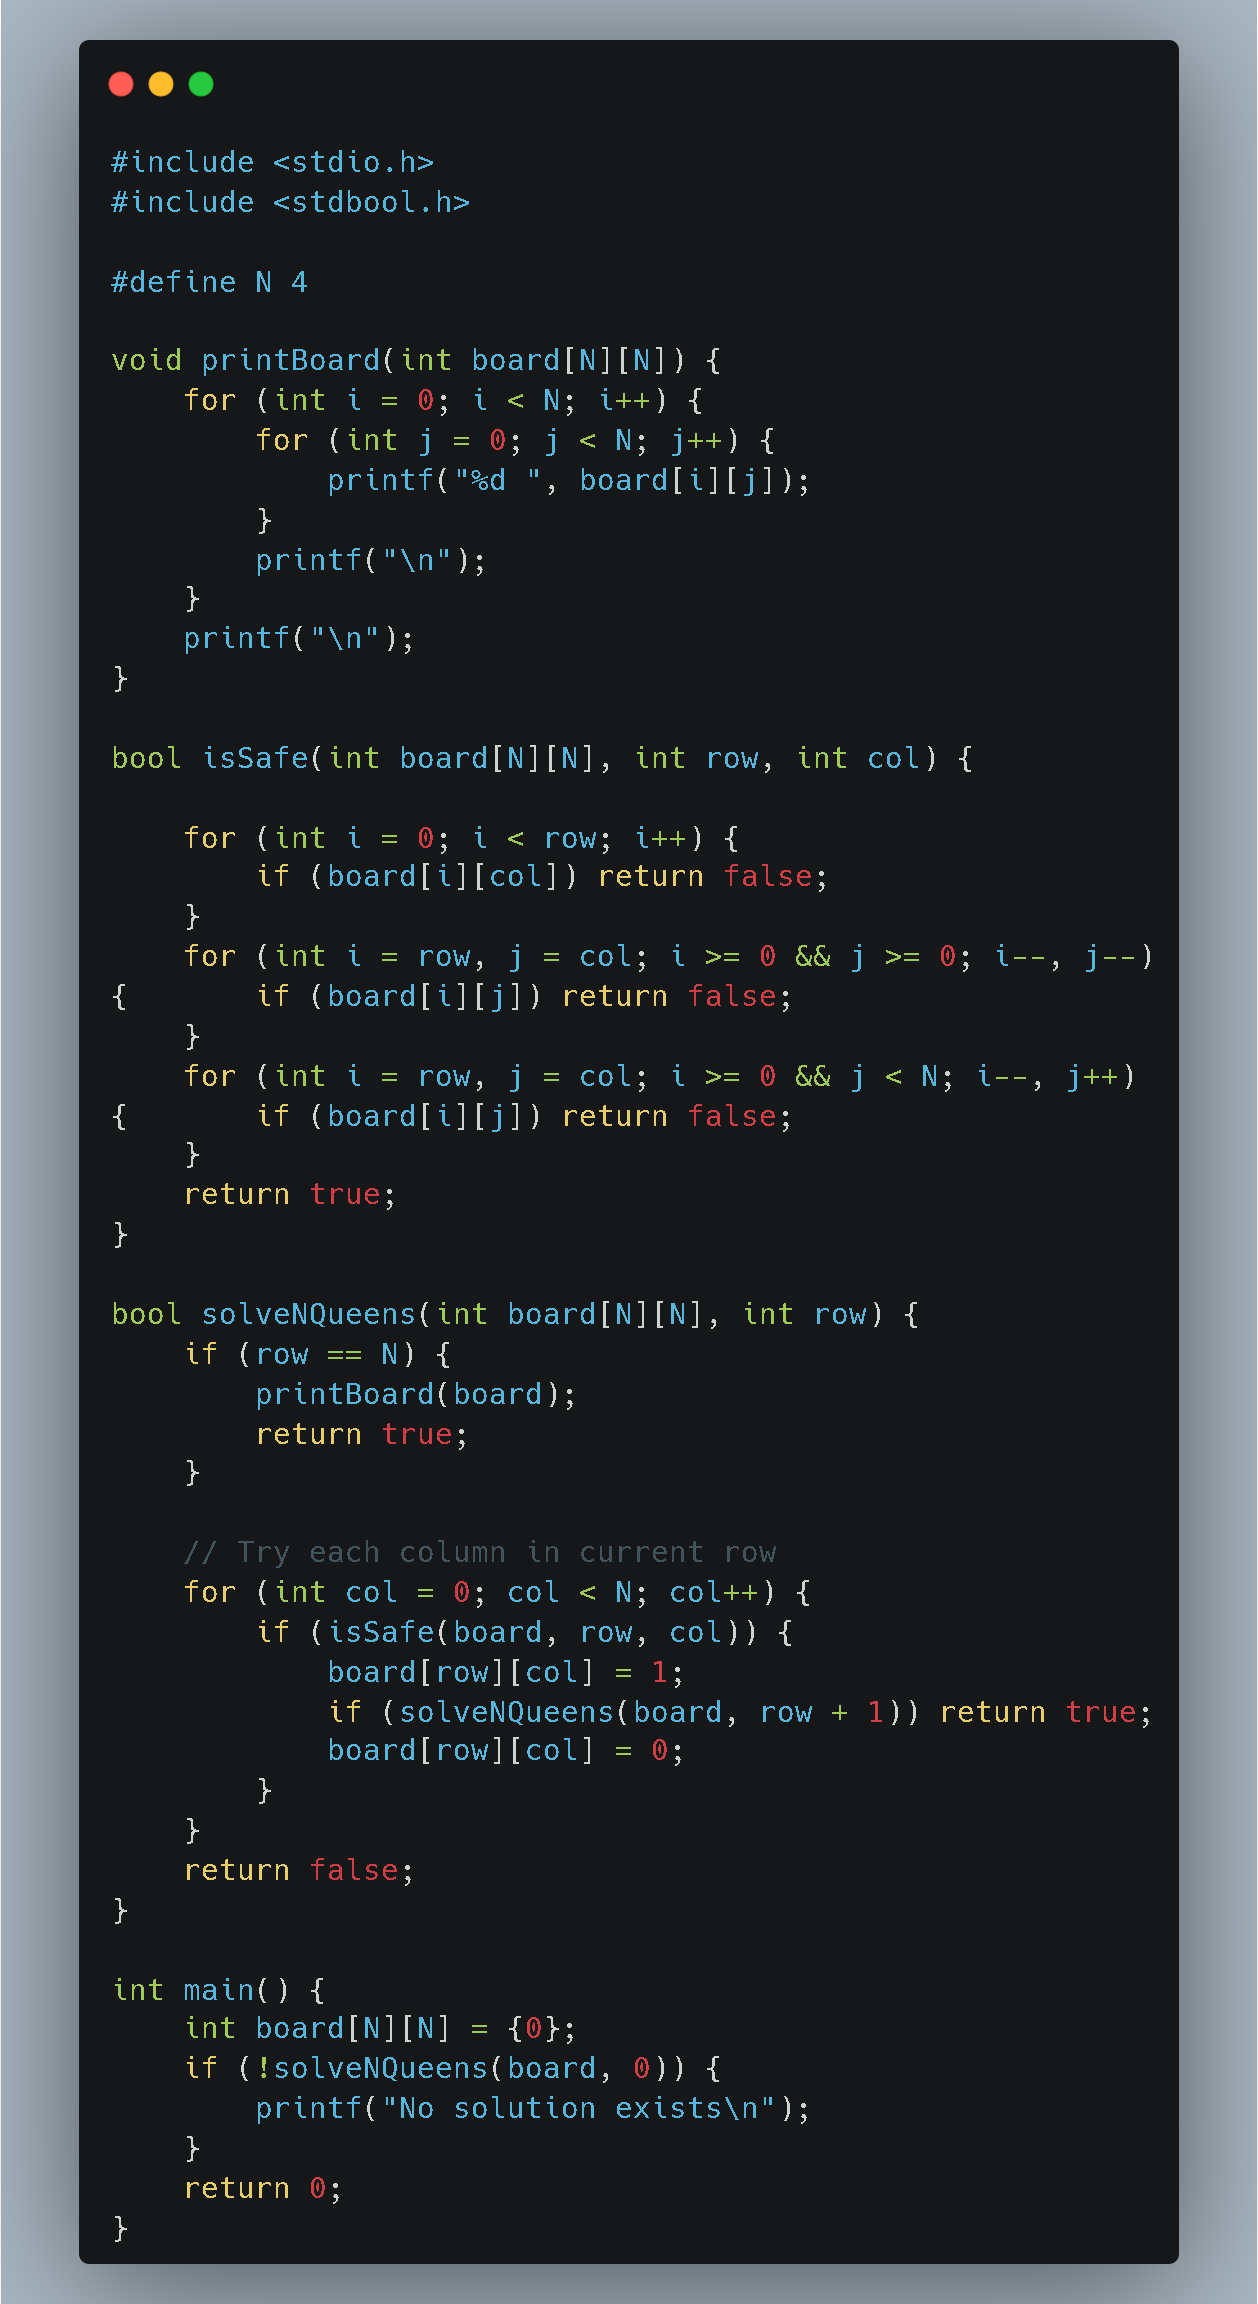 #include <stdio.h>
#include <stdbool.h>

#define N 4

void printBoard(int board[N][N]) {
    for (int i = 0; i < N; i++) {
        for (int j = 0; j < N; j++) {
            printf("%d ", board[i][j]);
        }
        printf("\n");
    }
    printf("\n");
}

bool isSafe(int board[N][N], int row, int col) {

    for (int i = 0; i < row; i++) {
        if (board[i][col]) return false;
    }
    for (int i = row, j = col; i >= 0 && j >= 0; i--, j--)
{       if (board[i][j]) return false;
    }
    for (int i = row, j = col; i >= 0 && j < N; i--, j++)
{       if (board[i][j]) return false;
    }
    return true;
}

bool solveNQueens(int board[N][N], int row) {
    if (row == N) {
        printBoard(board);
        return true;
    }

    // Try each column in current row
    for (int col = 0; col < N; col++) {
        if (isSafe(board, row, col)) {
            board[row][col] = 1;
            if (solveNQueens(board, row + 1)) return true;
            board[row][col] = 0;
        }
    }
    return false;
}

int main() {
    int board[N][N] = {0};
    if (!solveNQueens(board, 0)) {
        printf("No solution exists\n");
    }
    return 0;
}